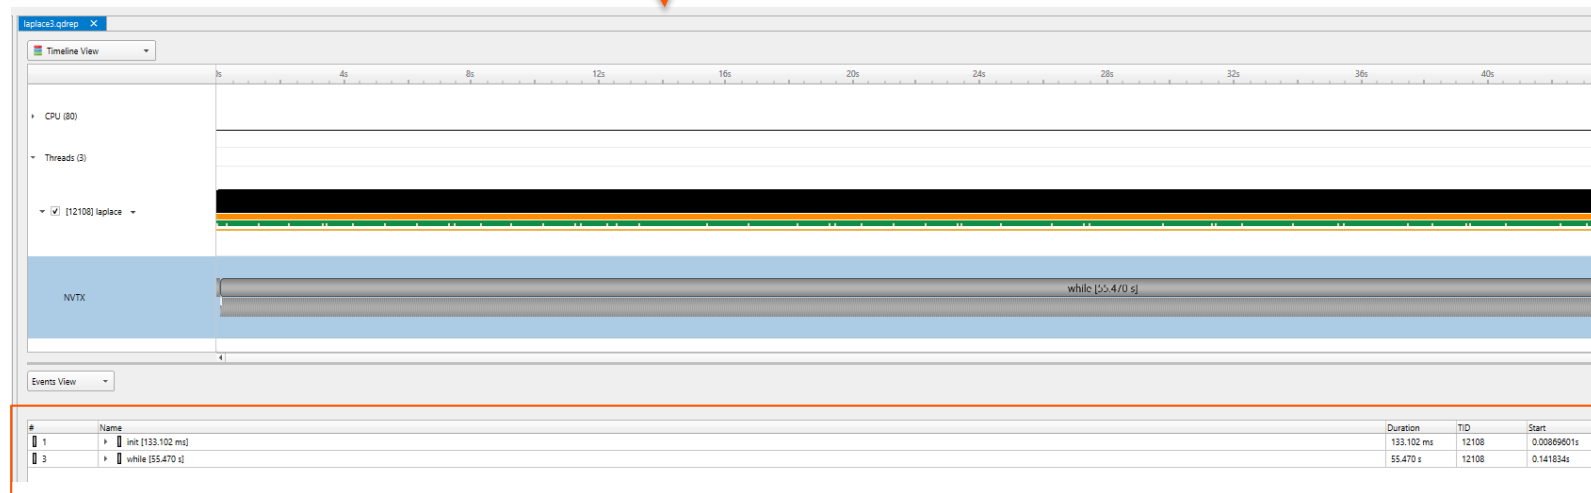 laplace3.qdrep X
Timeline View
0s 4s 8s 12s 16s 20s 24s 28s 32s 36s 40s
CPU (80)
Threads (3)
[12108] laplace
while [55.470 s]
NVTX
Events View
# Name Duration TID Start
1 init [133.102 ms] 133.102 ms 12108 0.00869601s
3 while [55.470 s] 55.470 s 12108 0.141834s